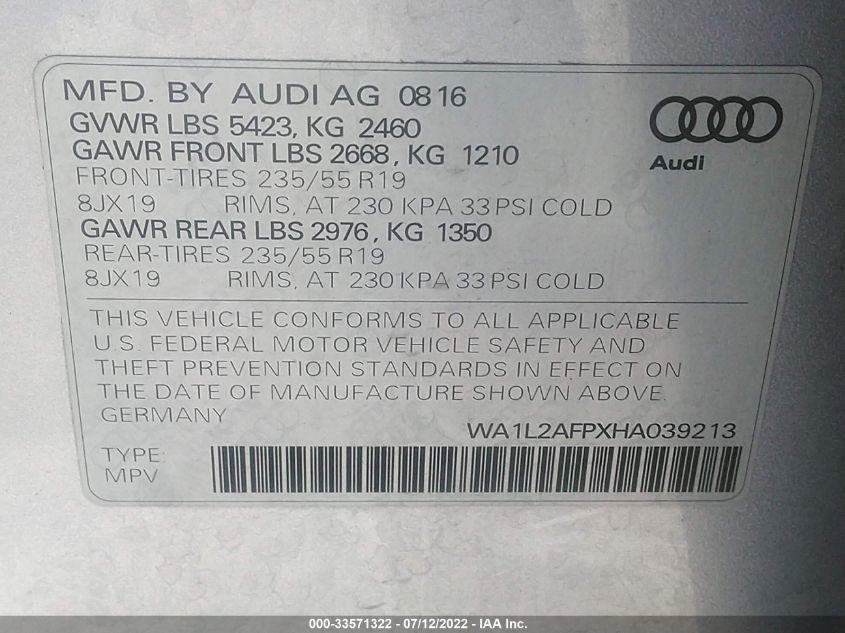 MFD. BY AUDI AG 0816
GVWR LBS 5423, KG 2460
GAWR FRONT LBS 2668, KG 1210
FRONT-TIRES 235/55 R19
8JX19 RIMS, AT 230 KPA 33 PSI COLD
GAWR REAR LBS 2976, KG 1350
REAR-TIRES 235/55 R19
8JX19 RIMS, AT 230 KPA 33 PSI COLD
Audi
THIS VEHICLE CONFORMS TO ALL APPLICABLE
U.S. FEDERAL MOTOR VEHICLE SAFETY AND
THEFT PREVENTION STANDARDS IN EFFECT ON
THE DATE OF MANUFACTURE SHOWN ABOVE.
GERMANY
WA1L2AFPXHA039213
TYPE:
MPV
000-33571322 - 07/12/2022 - IAA Inc.